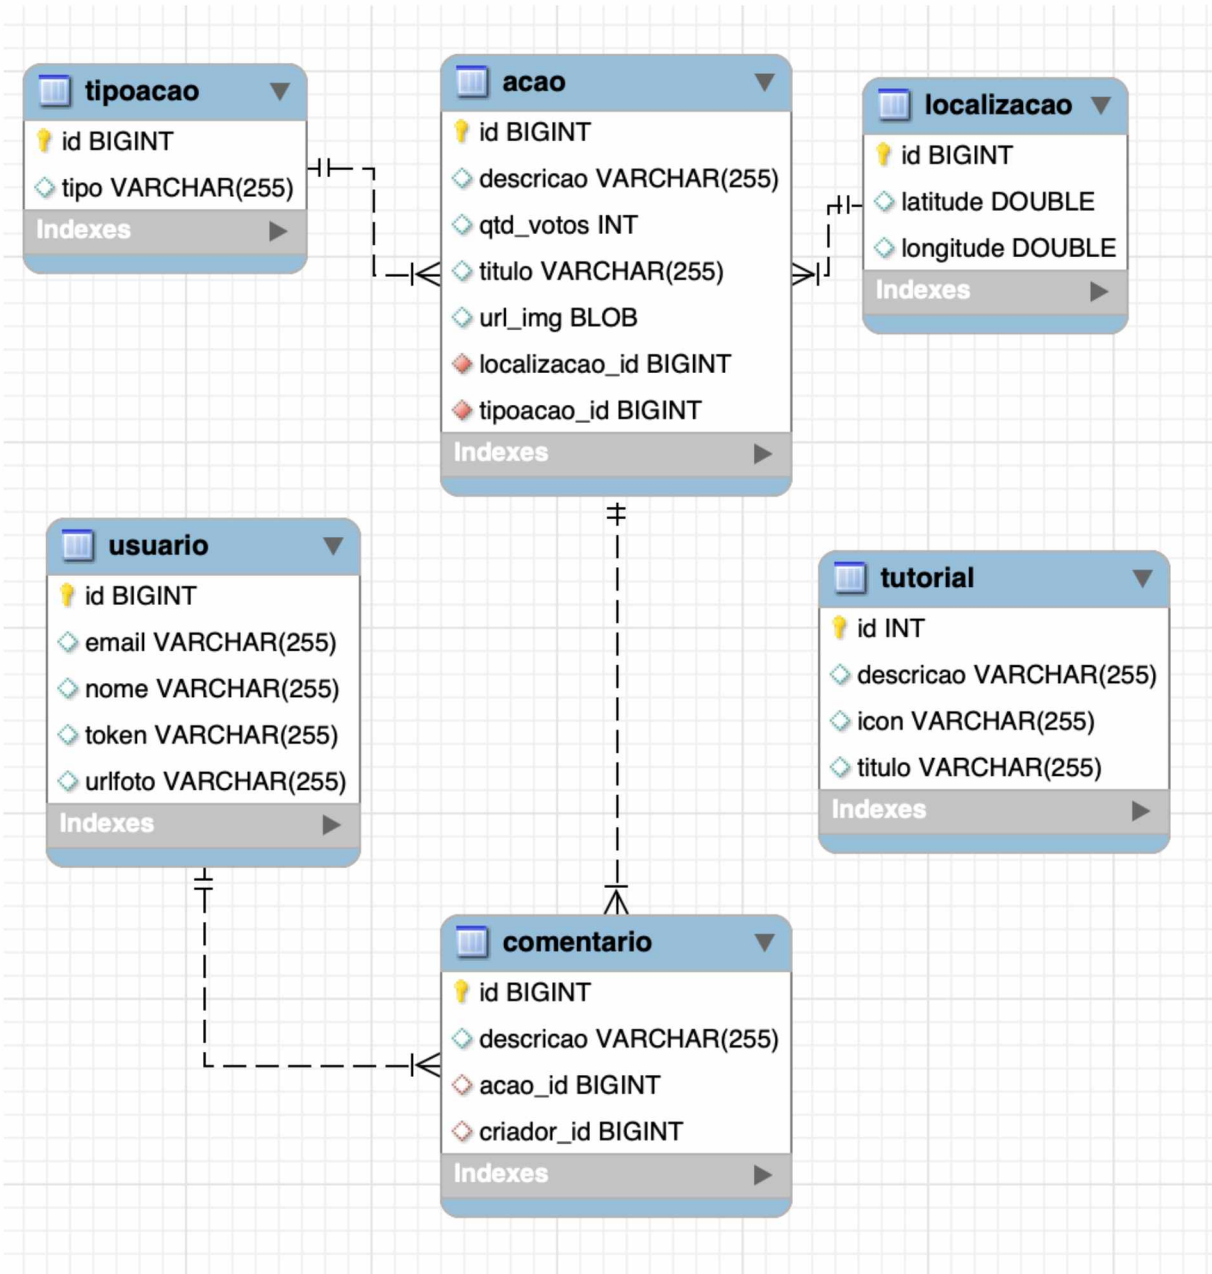 tipoacao
id BIGINT
tipo VARCHAR(255)
Indexes
acao
id BIGINT
descricao VARCHAR(255)
qtd_votos INT
titulo VARCHAR(255)
url_img BLOB
localizacao_id BIGINT
tipoacao_id BIGINT
Indexes
localizacao
id BIGINT
latitude DOUBLE
longitude DOUBLE
Indexes
usuario
id BIGINT
email VARCHAR(255)
nome VARCHAR(255)
token VARCHAR(255)
urlfoto VARCHAR(255)
Indexes
tutorial
id INT
descricao VARCHAR(255)
icon VARCHAR(255)
titulo VARCHAR(255)
Indexes
comentario
id BIGINT
descricao VARCHAR(255)
acao_id BIGINT
criador_id BIGINT
Indexes